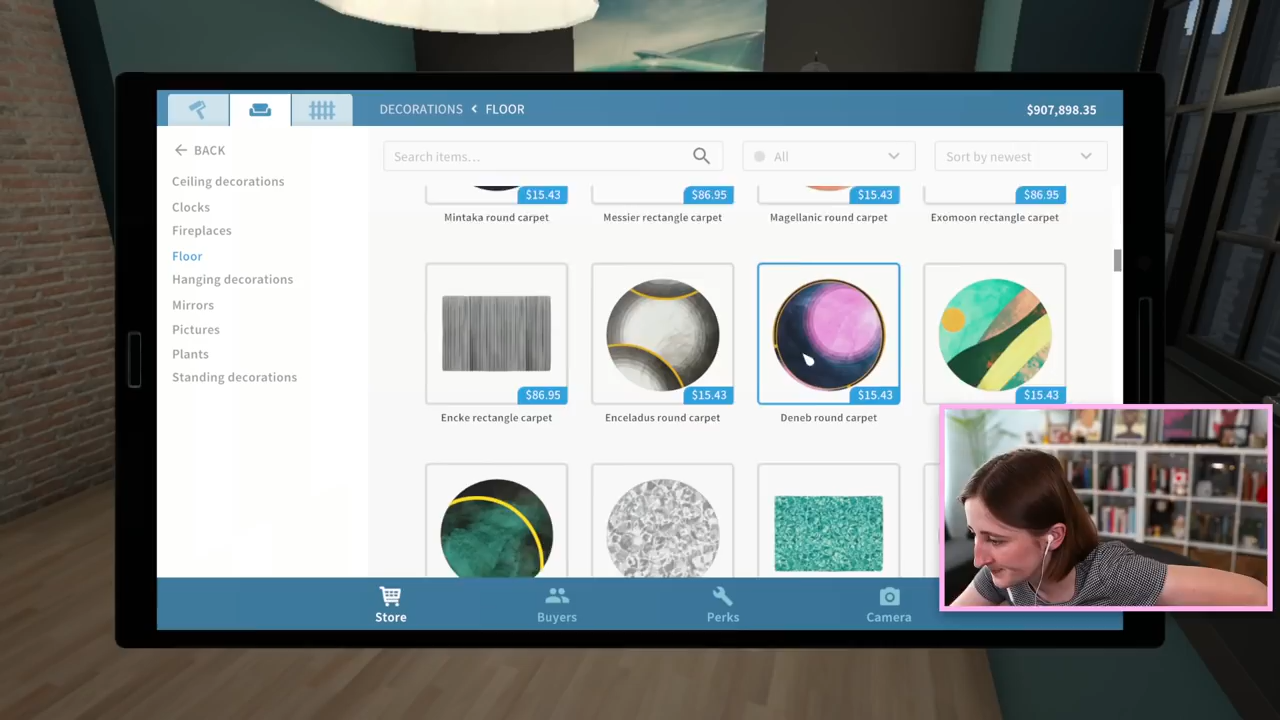 DECORATIONS < FLOOR
$907,898.35
BACK
Search items...
All
Sort by newest
Ceiling decorations
Clocks
Fireplaces
Floor
Hanging decorations
Mirrors
Pictures
Plants
Standing decorations
$15.43
$86.95
$15.43
$86.95
Mintaka round carpet
Messier rectangle carpet
Magellanic round carpet
Exomoon rectangle carpet
$86.95
$15.43
$15.43
$15.43
Encke rectangle carpet
Enceladus round carpet
Deneb round carpet
Store
Buyers
Perks
Camera